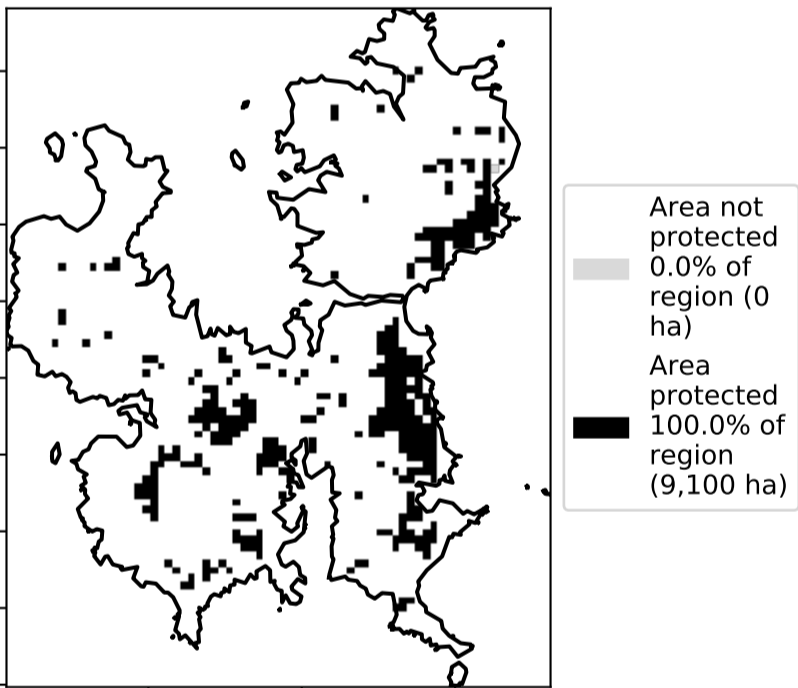 Area not
protected
0.0% of
region (0
ha)
Area
protected
100.0% of
region
(9,100 ha)